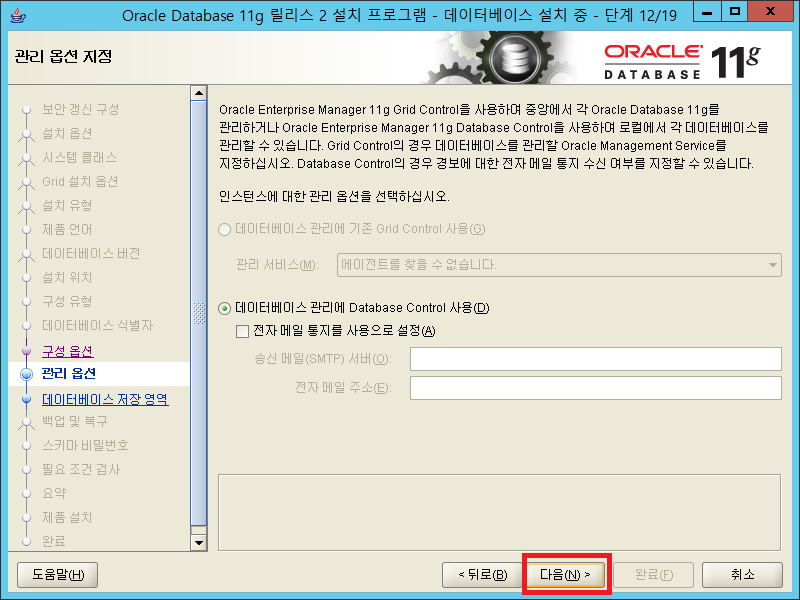 Oracle Database 11g 릴리스 2 설치 프로그램 - 데이터베이스 설치 중 - 단계 12/19
관리 옵션 지정
ORACLE
DATABASE 11g
보안 갱신 구성
설치 옵션
시스템 클래스
Grid 설치 옵션
설치 유형
제품 언어
데이터베이스 버전
설치 위치
구성 유형
데이터베이스 식별자
구성 옵션
관리 옵션
데이터베이스 저장 영역
백업 및 복구
스키마 비밀번호
필요 조건 검사
요약
제품 설치
완료
Oracle Enterprise Manager 11g Grid Control을 사용하여 중앙에서 각 Oracle Database 11g를
관리하거나 Oracle Enterprise Manager 11g Database Control을 사용하여 로컬에서 각 데이터베이스를
관리할 수 있습니다. Grid Control의 경우 데이터베이스를 관리할 Oracle Management Service를
지정하십시오. Database Control의 경우 경보에 대한 전자 메일 통지 수신 여부를 지정할 수 있습니다.
인스턴스에 대한 관리 옵션을 선택하십시오.
데이터베이스 관리에 기존 Grid Control 사용(G)
관리 서비스(M): 에이전트를 찾을 수 없습니다.
데이터베이스 관리에 Database Control 사용(D)
전자 메일 통지를 사용으로 설정(A)
송신 메일(SMTP) 서버(O):
전자 메일 주소(E):
도움말(H) < 뒤로(B) 다음(N) > 완료(F) 취소